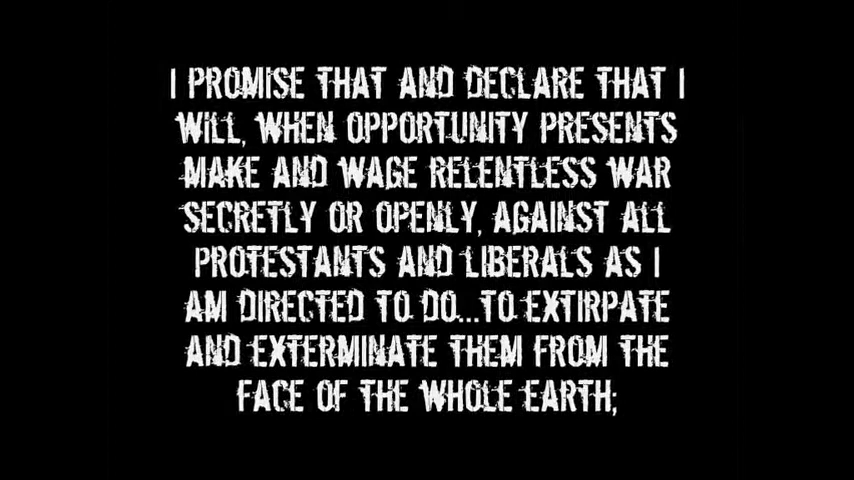 I PROMISE THAT AND DECLARE THAT I
WILL, WHEN OPPORTUNITY PRESENTS
MAKE AND WAGE RELENTLESS WAR
SECRETLY OR OPENLY, AGAINST ALL
PROTESTANTS AND LIBERALS AS I
AM DIRECTED TO DO...TO EXTIRPATE
AND EXTERMINATE THEM FROM THE
FACE OF THE WHOLE EARTH;